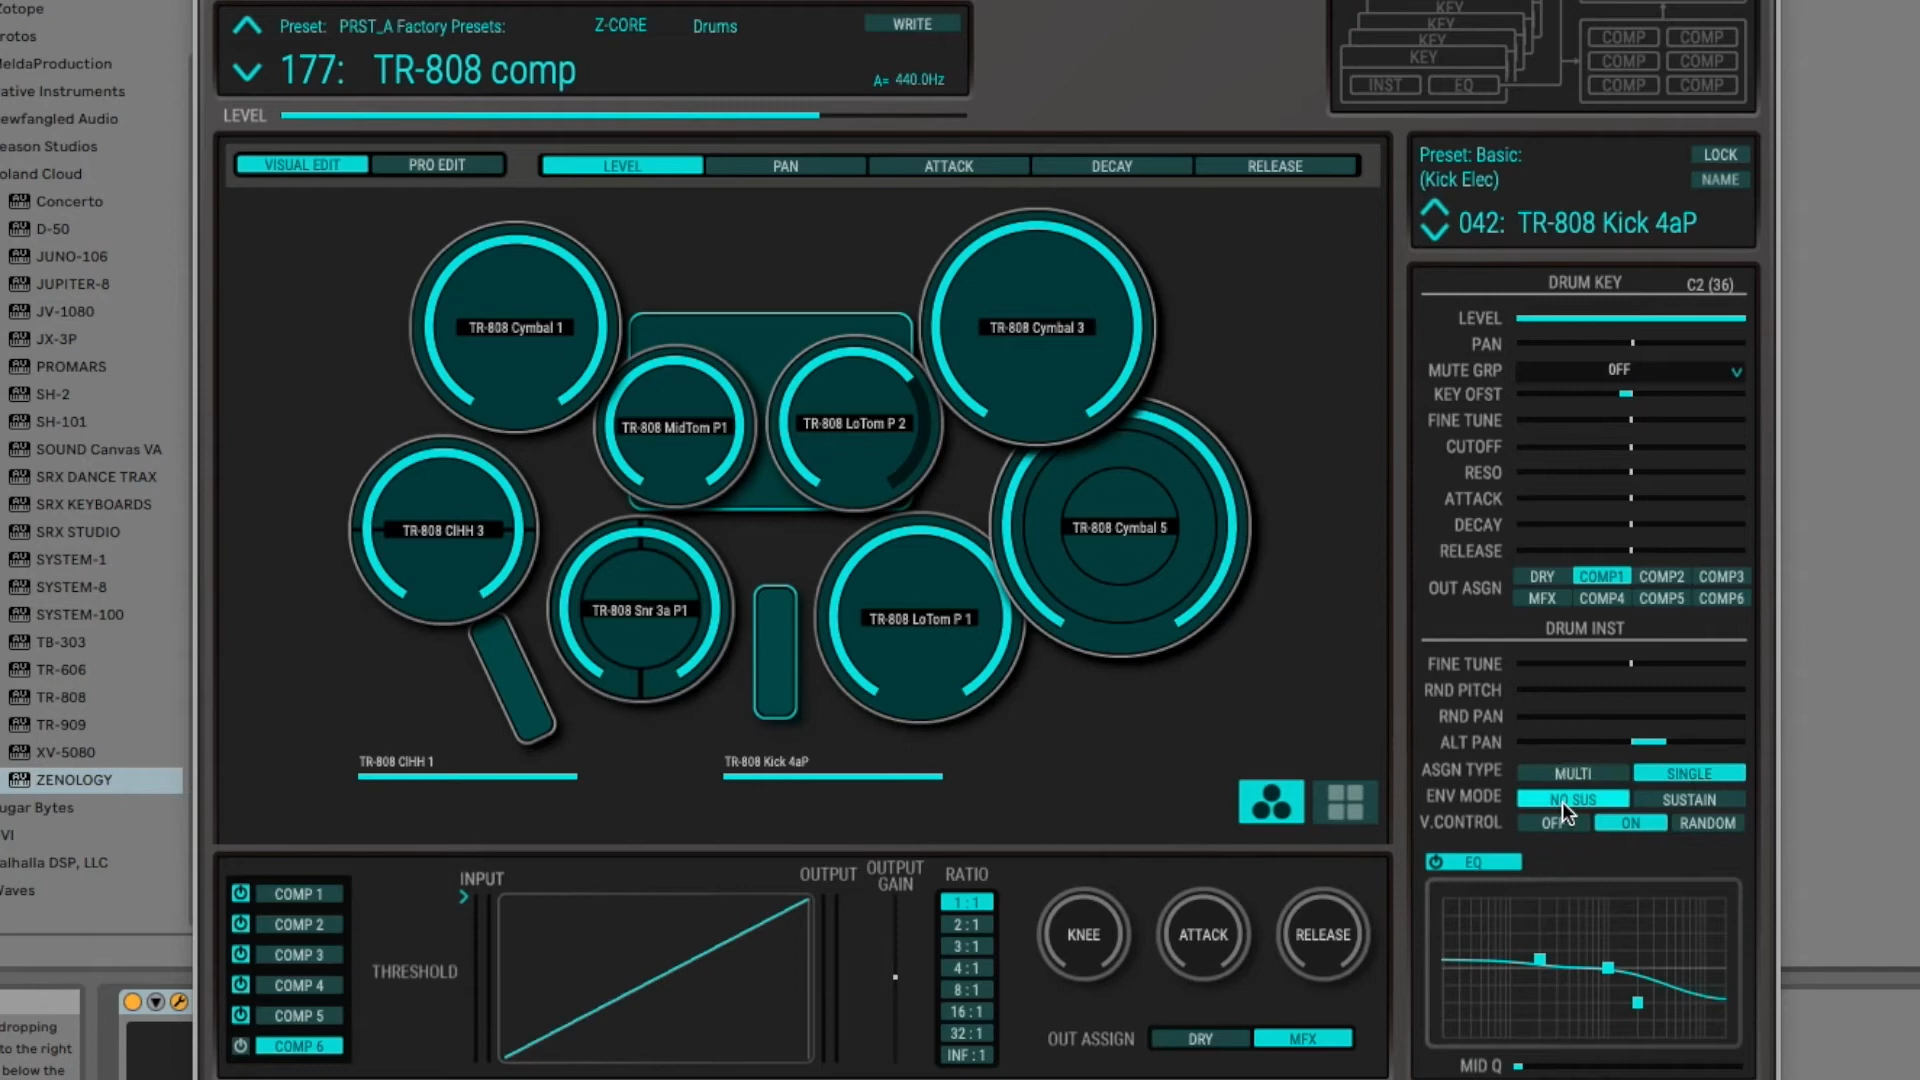 Zotope
rotos
MeldaProduction
ative Instruments
ewfangled Audio
eason Studios
oland Cloud
Concerto
D-50
JUNO-106
JUPITER-8
JV-1080
JX-3P
PROMARS
SH-2
SH-101
SOUND Canvas VA
SRX DANCE TRAX
SRX KEYBOARDS
SRX STUDIO
SYSTEM-1
SYSTEM-8
SYSTEM-100
TB-303
TR-606
TR-808
TR-909
XV-5080
ZENOLOGY
ugar Bytes
VI
alhalla DSP, LLC
Waves
dropping
to the right
below the
Preset: PRST_A Factory Presets: Z-CORE Drums WRITE
177: TR-808 comp
A= 440.0Hz
LEVEL
KEY
KEY
KEY
KEY
INST EQ
COMP COMP
COMP COMP
COMP COMP
VISUAL EDIT PRO EDIT LEVEL PAN ATTACK DECAY RELEASE
TR-808 Cymbal 1
TR-808 Cymbal 3
TR-808 MidTom P1
TR-808 LoTom P 2
TR-808 ClHH 3
TR-808 Cymbal 5
TR-808 Snr 3a P1
TR-808 LoTom P 1
TR-808 ClHH 1
TR-808 Kick 4aP
Preset: Basic: LOCK
(Kick Elec) NAME
042: TR-808 Kick 4aP
DRUM KEY C2 (36)
LEVEL
PAN
MUTE GRP OFF
KEY OFST
FINE TUNE
CUTOFF
RESO
ATTACK
DECAY
RELEASE
OUT ASGN
DRY COMP1 COMP2 COMP3
MFX COMP4 COMP5 COMP6
DRUM INST
FINE TUNE
RND PITCH
RND PAN
ALT PAN
ASGN TYPE MULTI SINGLE
ENV MODE NO SUS SUSTAIN
V.CONTROL OFF ON RANDOM
EQ
MID Q
COMP 1
COMP 2
COMP 3
COMP 4
COMP 5
COMP 6
INPUT
THRESHOLD
OUTPUT
OUTPUT
GAIN
RATIO
1 : 1
2 : 1
3 : 1
4 : 1
8 : 1
16 : 1
32 : 1
INF : 1
KNEE ATTACK RELEASE
OUT ASSIGN DRY MFX